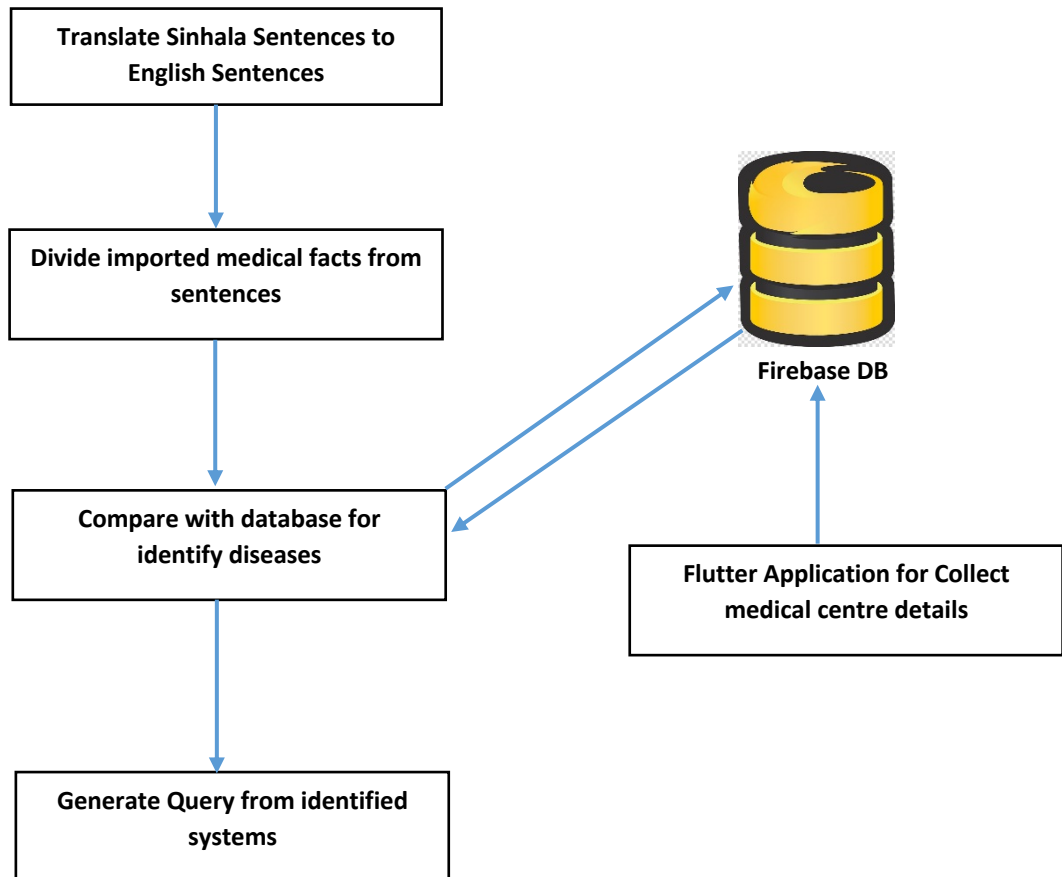 Translate Sinhala Sentences to
English Sentences
Divide imported medical facts from
sentences
Firebase DB
Compare with database for
identify diseases
Flutter Application for Collect
medical centre details
Generate Query from identified
systems